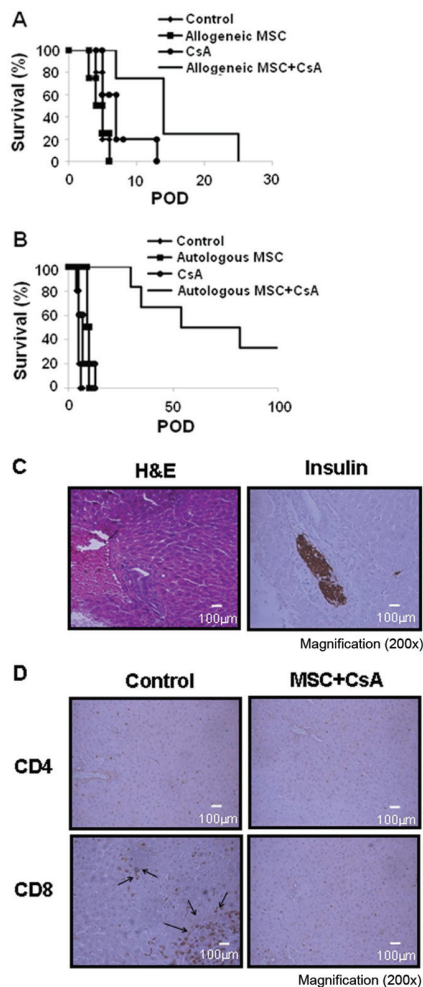 A
Control
Allogeneic MSC
CsA
Allogeneic MSC+CsA
Survival (%)
100
80
60
40
20
0
0 10 20 30
POD
B
Control
Autologous MSC
CsA
Autologous MSC+CsA
Survival (%)
100
80
60
40
20
0
0 50 100
POD
C
H&E Insulin
100μm 100μm
Magnification (200x)
D
Control MSC+CsA
CD4
100μm 100μm
CD8
100μm 100μm
Magnification (200x)